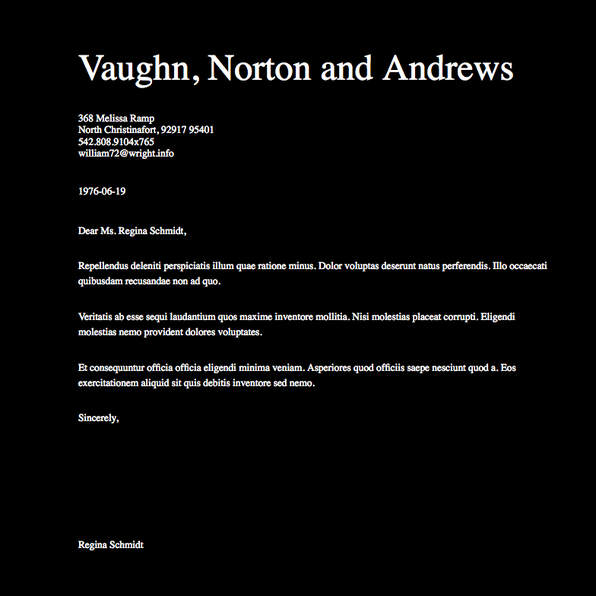 Vaughn, Norton and Andrews
368 Melissa Ramp
North Christinafort, 92917 95401
542.808.9104x765
william72@wright.info
1976-06-19
Dear Ms. Regina Schmidt,
Repellendus deleniti perspiciatis illum quae ratione minus. Dolor voluptas deserunt natus perferendis. Illo occaecati
quibusdam recusandae non ad quo.
Veritatis ab esse sequi laudantium quos maxime inventore mollitia. Nisi molestias placeat corrupti. Eligendi
molestias nemo provident dolores voluptates.
Et consequuntur officia officia eligendi minima veniam. Asperiores quod officiis saepe nesciunt quod a. Eos
exercitationem aliquid sit quis debitis inventore sed nemo.
Sincerely,
Regina Schmidt